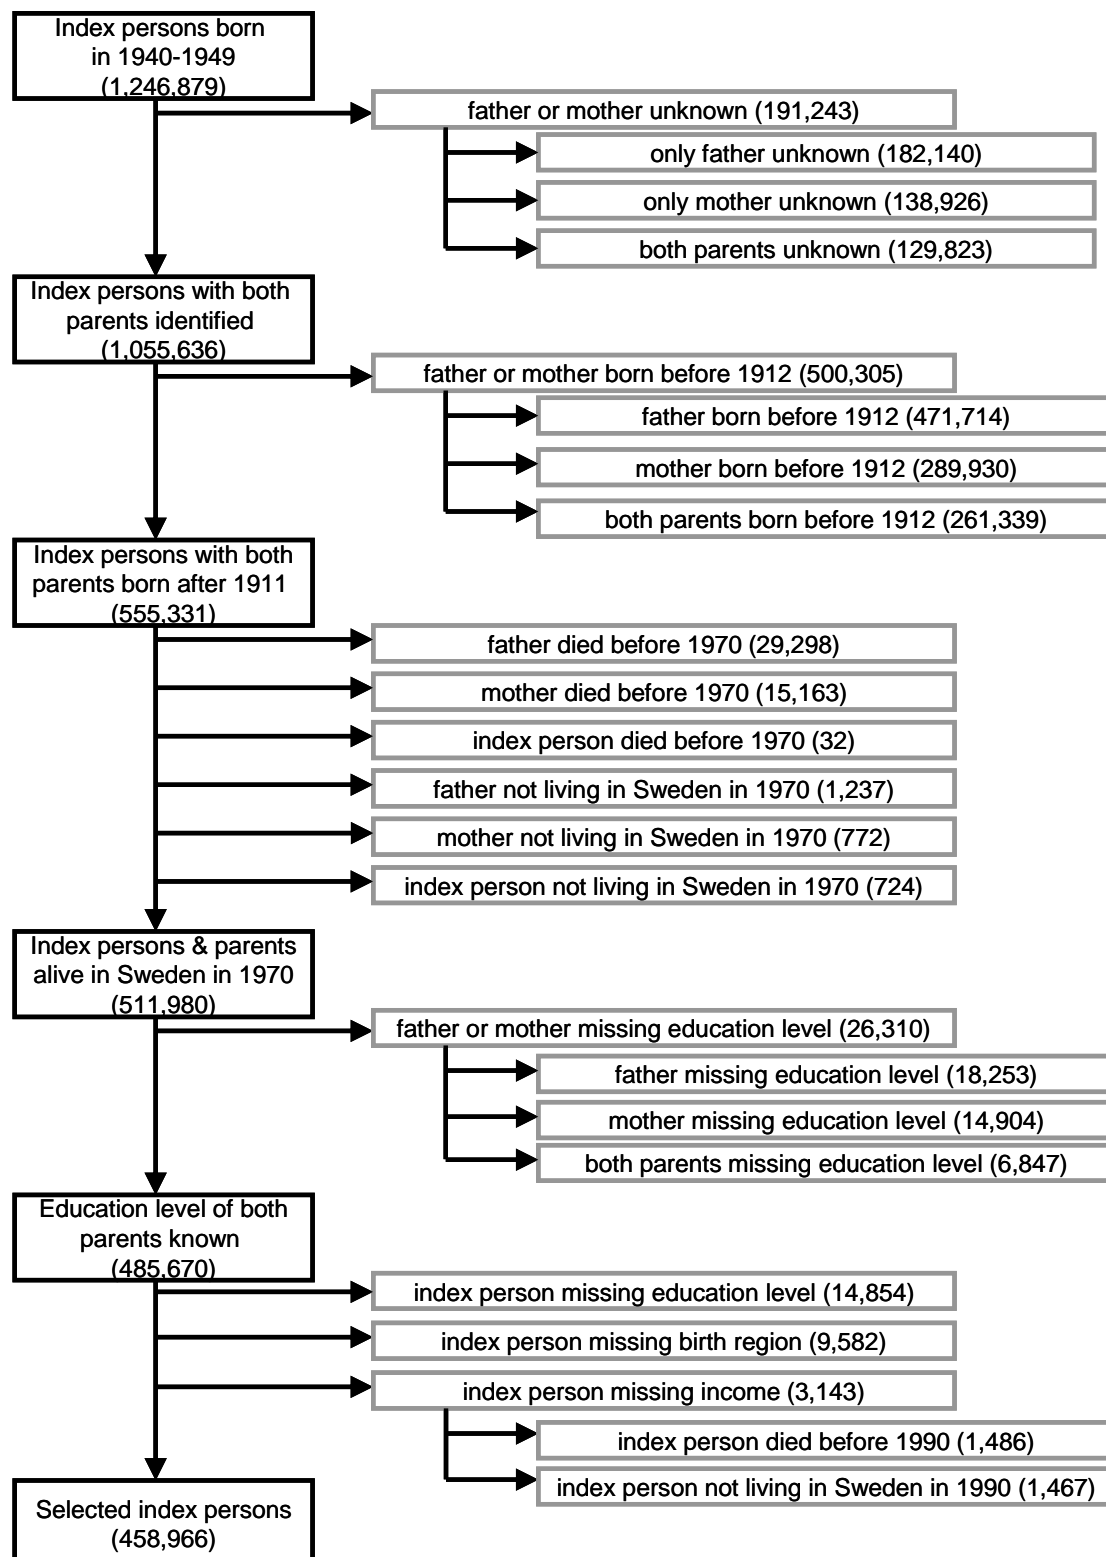 Index persons born
in 1940-1949
(1,246,879)
father or mother unknown (191,243)
only father unknown (182,140)
only mother unknown (138,926)
both parents unknown (129,823)
Index persons with both
parents identified
(1,055,636)
father or mother born before 1912 (500,305)
father born before 1912 (471,714)
mother born before 1912 (289,930)
both parents born before 1912 (261,339)
Index persons with both
parents born after 1911
(555,331)
father died before 1970 (29,298)
mother died before 1970 (15,163)
index person died before 1970 (32)
father not living in Sweden in 1970 (1,237)
mother not living in Sweden in 1970 (772)
index person not living in Sweden in 1970 (724)
Index persons & parents
alive in Sweden in 1970
(511,980)
father or mother missing education level (26,310)
father missing education level (18,253)
mother missing education level (14,904)
both parents missing education level (6,847)
Education level of both
parents known
(485,670)
index person missing education level (14,854)
index person missing birth region (9,582)
index person missing income (3,143)
index person died before 1990 (1,486)
index person not living in Sweden in 1990 (1,467)
Selected index persons
(458,966)